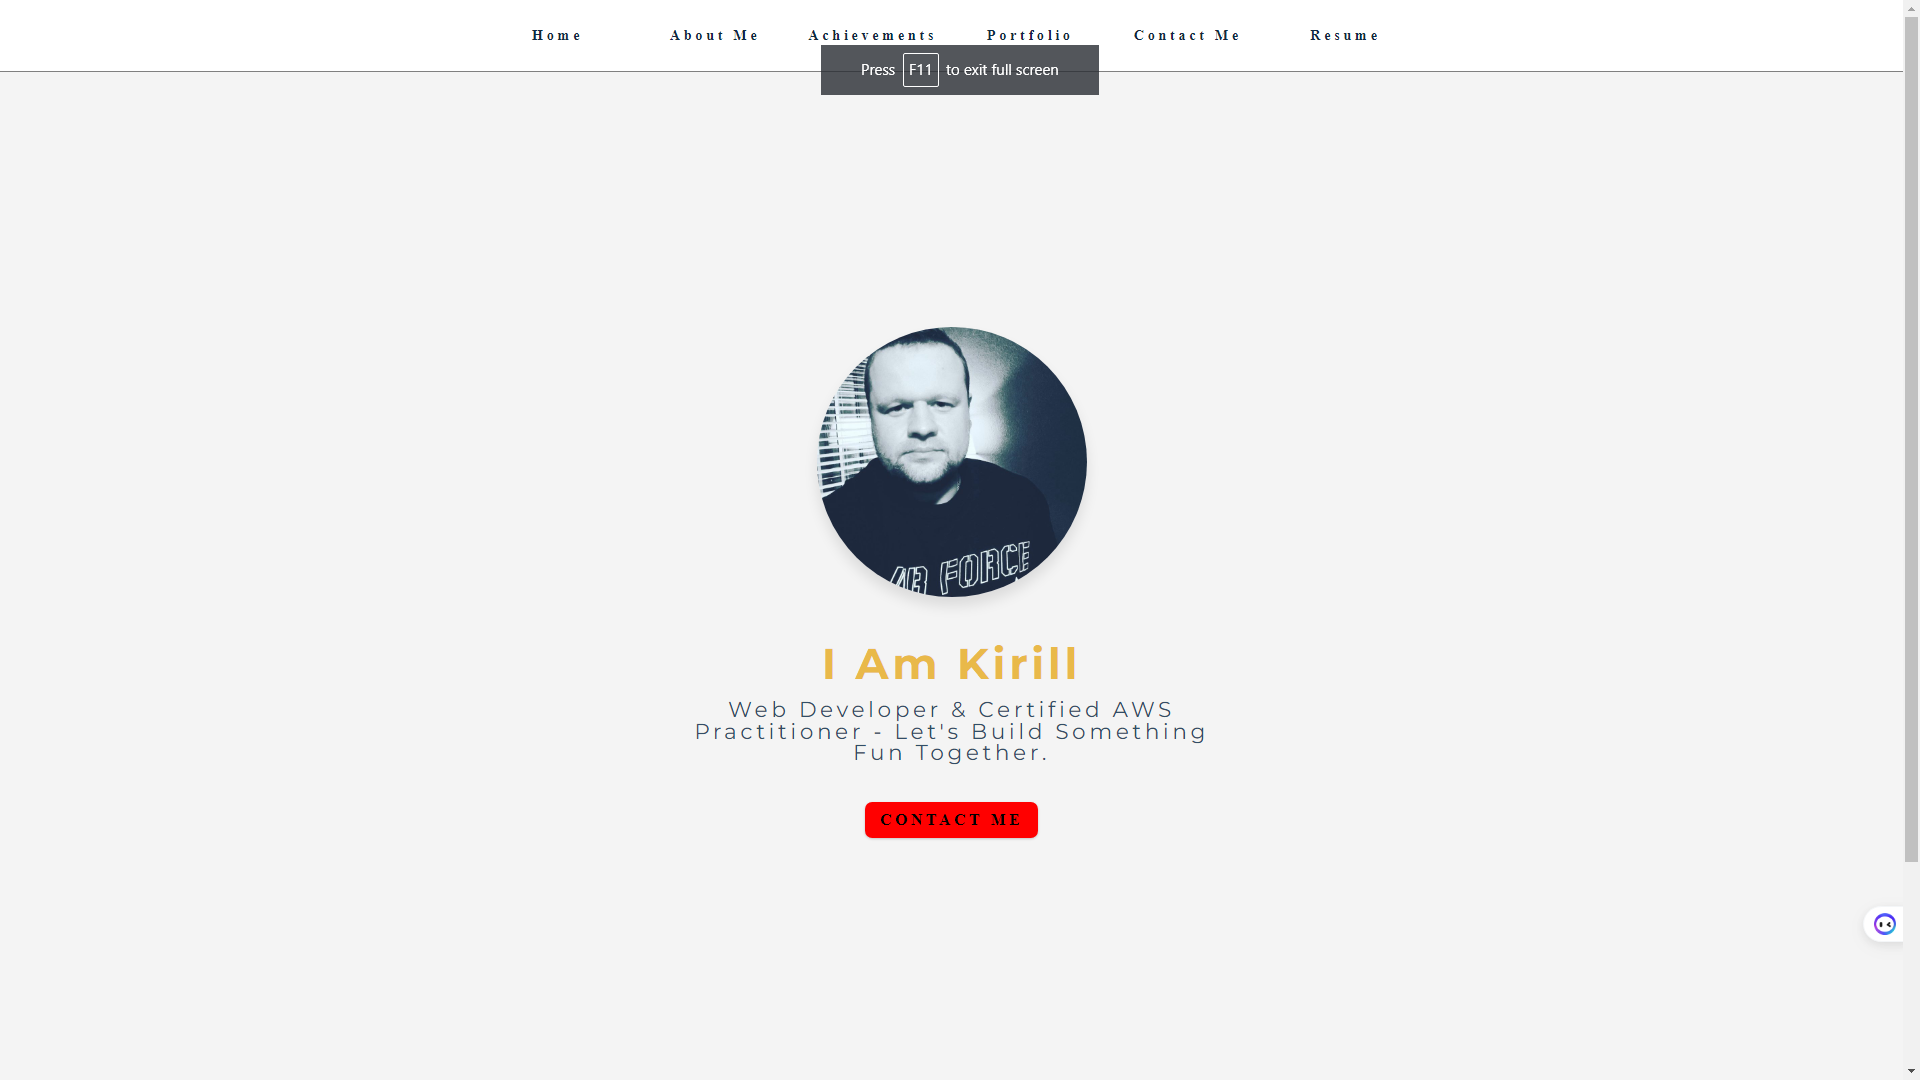 Home About Me Achievements Portfolio Contact Me Resume
Press F11 to exit full screen
AIR FORCE
I Am Kirill
Web Developer & Certified AWS
Practitioner - Let's Build Something
Fun Together.
CONTACT ME